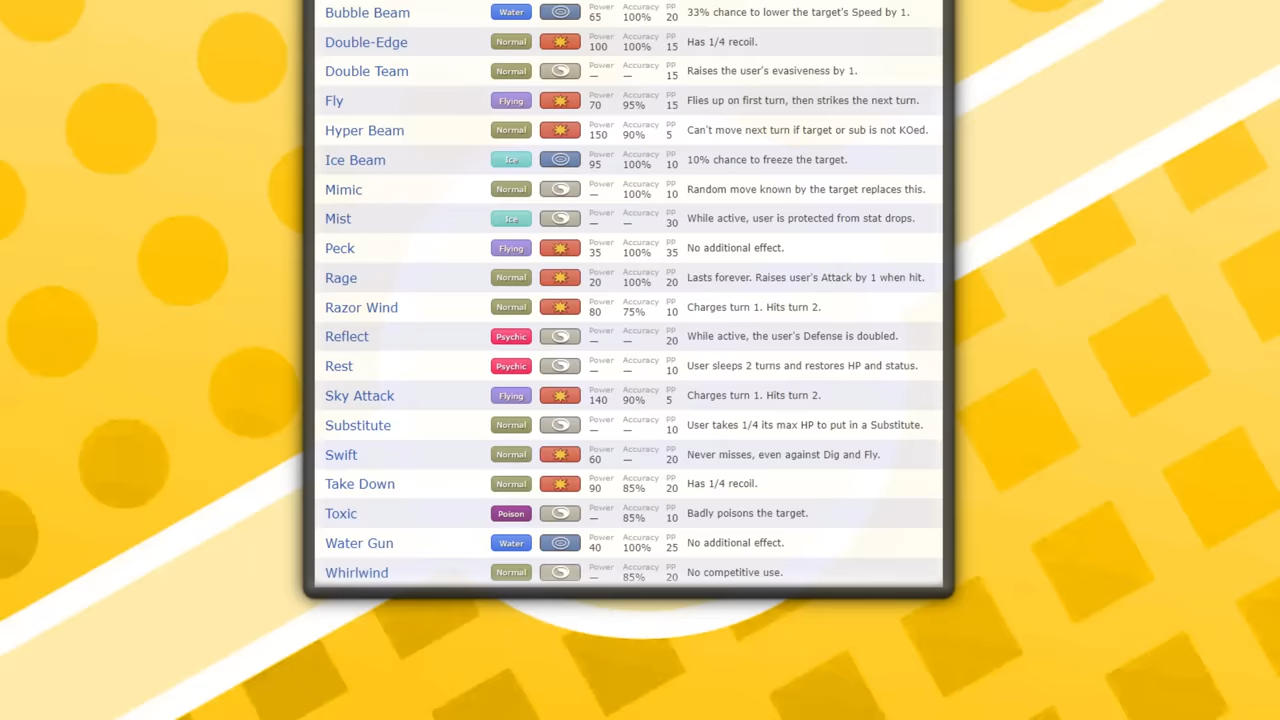 Bubble Beam Water Power 65 Accuracy 100% PP 20 33% chance to lower the target's Speed by 1.
Double-Edge Normal Power 100 Accuracy 100% PP 15 Has 1/4 recoil.
Double Team Normal Power — Accuracy — PP 15 Raises the user's evasiveness by 1.
Fly Flying Power 70 Accuracy 95% PP 15 Flies up on first turn, then strikes the next turn.
Hyper Beam Normal Power 150 Accuracy 90% PP 5 Can't move next turn if target or sub is not KOed.
Ice Beam Ice Power 95 Accuracy 100% PP 10 10% chance to freeze the target.
Mimic Normal Power — Accuracy 100% PP 10 Random move known by the target replaces this.
Mist Ice Power — Accuracy — PP 30 While active, user is protected from stat drops.
Peck Flying Power 35 Accuracy 100% PP 35 No additional effect.
Rage Normal Power 20 Accuracy 100% PP 20 Lasts forever. Raises user's Attack by 1 when hit.
Razor Wind Normal Power 80 Accuracy 75% PP 10 Charges turn 1. Hits turn 2.
Reflect Psychic Power — Accuracy — PP 20 While active, the user's Defense is doubled.
Rest Psychic Power — Accuracy — PP 10 User sleeps 2 turns and restores HP and status.
Sky Attack Flying Power 140 Accuracy 90% PP 5 Charges turn 1. Hits turn 2.
Substitute Normal Power — Accuracy — PP 10 User takes 1/4 its max HP to put in a Substitute.
Swift Normal Power 60 Accuracy — PP 20 Never misses, even against Dig and Fly.
Take Down Normal Power 90 Accuracy 85% PP 20 Has 1/4 recoil.
Toxic Poison Power — Accuracy 85% PP 10 Badly poisons the target.
Water Gun Water Power 40 Accuracy 100% PP 25 No additional effect.
Whirlwind Normal Power — Accuracy 85% PP 20 No competitive use.